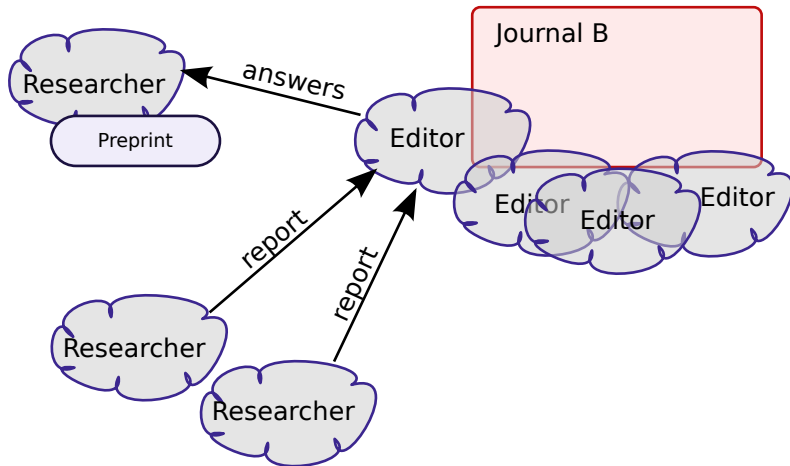 Journal B
Researcher
answers
Preprint
Editor
Editor
Editor
Editor
report
report
Researcher
Researcher